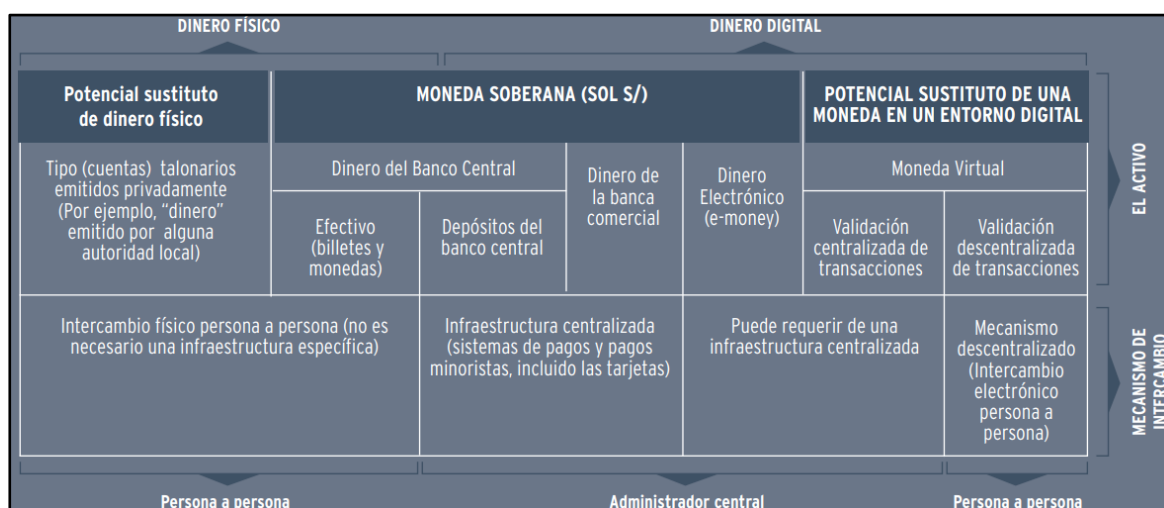 DINERO FÍSICO
DINERO DIGITAL
Potencial sustituto
de dinero físico
MONEDA SOBERANA (SOL S/)
POTENCIAL SUSTITUTO DE UNA
MONEDA EN UN ENTORNO DIGITAL
Tipo (cuentas) talonarios
emitidos privadamente
(Por ejemplo, “dinero”
emitido por alguna
autoridad local)
Dinero del Banco Central
Efectivo
(billetes y
monedas)
Depósitos del
banco central
Dinero de
la banca
comercial
Dinero
Electrónico
(e-money)
Moneda Virtual
Validación
centralizada de
transacciones
Validación
descentralizada
de transacciones
EL ACTIVO
Intercambio físico persona a persona (no es
necesario una infraestructura específica)
Infraestructura centralizada
(sistemas de pagos y pagos
minoristas, incluido las tarjetas)
Puede requerir de una
infraestructura centralizada
Mecanismo
descentralizado
(Intercambio
electrónico
persona a
persona)
MECANISMO DE
INTERCAMBIO
Persona a persona
Administrador central
Persona a persona